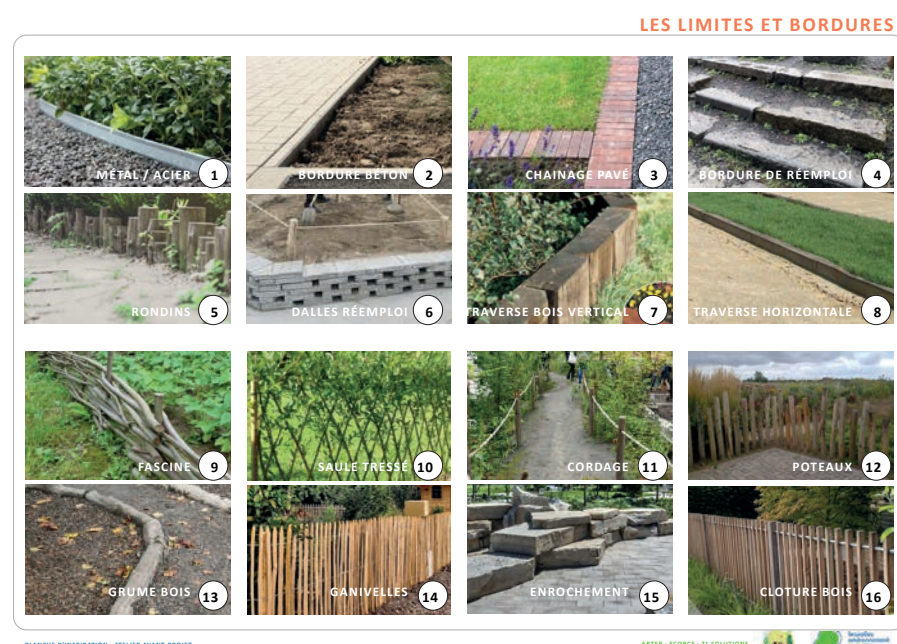 LES LIMITES ET BORDURES
MÉTAL / ACIER 1
BORDURE BÉTON 2
CHAINAGE PAVÉ 3
BORDURE DE RÉEMPLOI 4
RONDINS 5
DALLES RÉEMPLOI 6
TRAVERSE BOIS VERTICAL 7
TRAVERSE HORIZONTALE 8
FASCINE 9
SAULE TRESSÉ 10
CORDAGE 11
POTEAUX 12
GRUME BOIS 13
GANIVELLES 14
ENROCHEMENT 15
CLOTURE BOIS 16